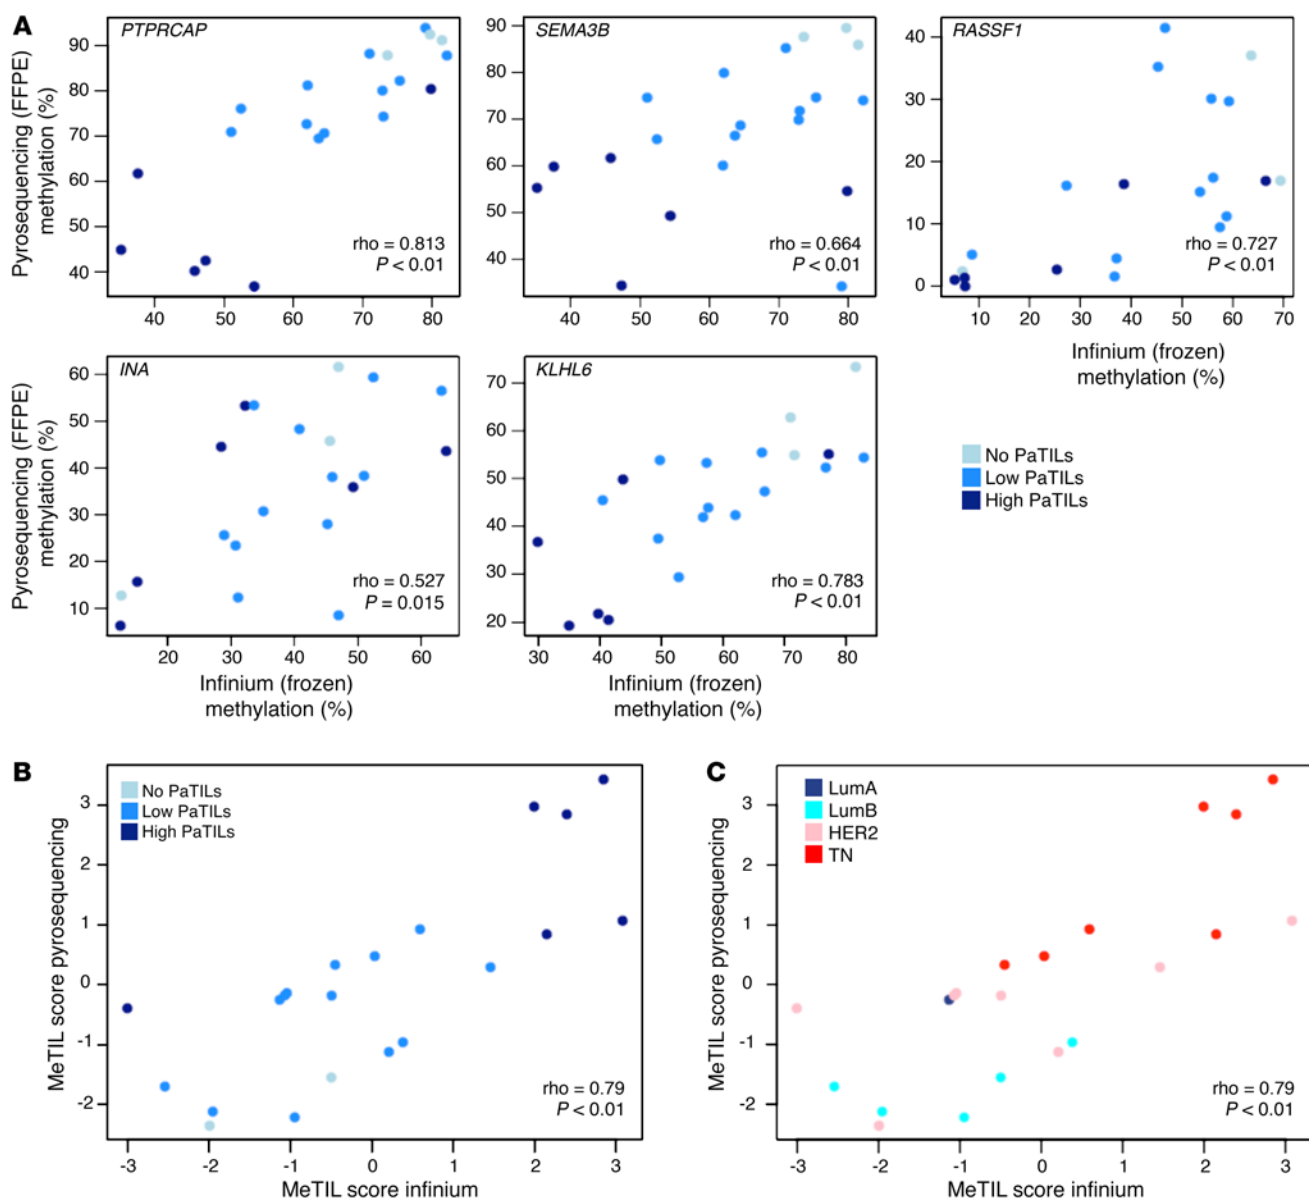 A
PTPRCAP
Pyrosequencing (FFPE)
methylation (%)
90
80
70
60
50
40
rho = 0.813
P < 0.01
40 50 60 70 80
SEMA3B
90
80
70
60
50
40
rho = 0.664
P < 0.01
40 50 60 70 80
RASSF1
40
30
20
10
0
rho = 0.727
P < 0.01
10 20 30 40 50 60 70
Infinium (frozen)
methylation (%)
INA
Pyrosequencing (FFPE)
methylation (%)
60
50
40
30
20
10
rho = 0.527
P = 0.015
20 30 40 50 60
Infinium (frozen)
methylation (%)
KLHL6
70
60
50
40
30
20
rho = 0.783
P < 0.01
30 40 50 60 70 80
Infinium (frozen)
methylation (%)
No PaTILs
Low PaTILs
High PaTILs
B
No PaTILs
Low PaTILs
High PaTILs
MeTIL score pyrosequencing
3
2
1
0
-1
-2
rho = 0.79
P < 0.01
-3 -2 -1 0 1 2 3
MeTIL score infinium
C
LumA
LumB
HER2
TN
MeTIL score pyrosequencing
3
2
1
0
-1
-2
rho = 0.79
P < 0.01
-3 -2 -1 0 1 2 3
MeTIL score infinium